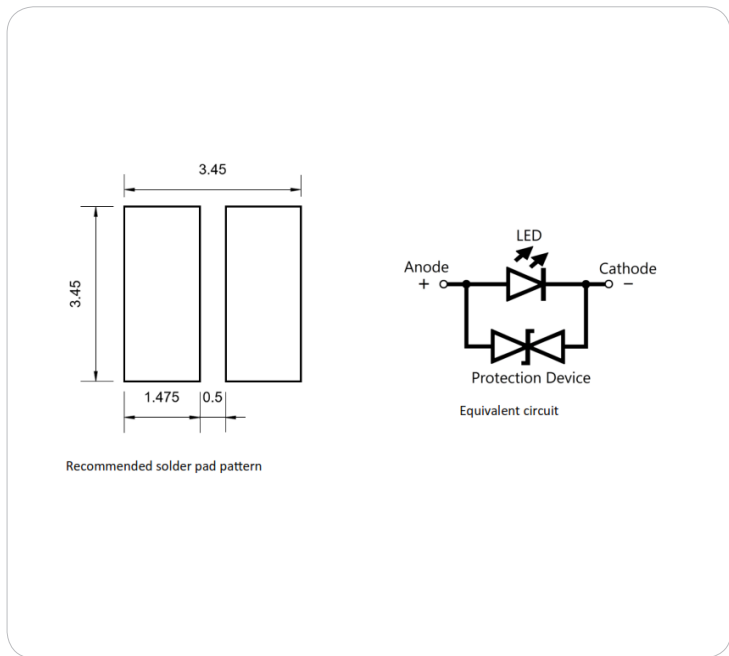 3.45
3.45
1.475 0.5
Recommended solder pad pattern
LED
Anode
Cathode
+
−
Protection Device
Equivalent circuit